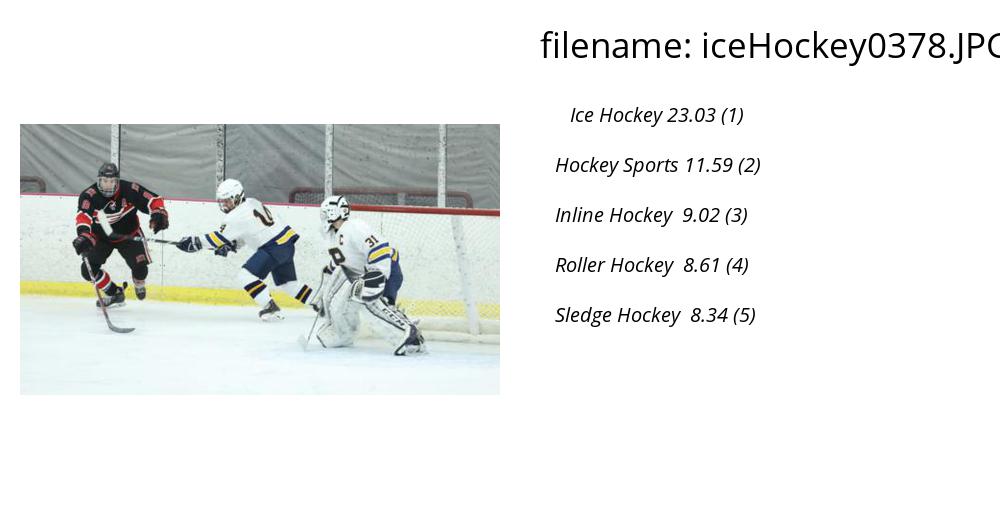 filename: iceHockey0378.JPG
Ice Hockey 23.03 (1)
Hockey Sports 11.59 (2)
Inline Hockey 9.02 (3)
Roller Hockey 8.61 (4)
Sledge Hockey 8.34 (5)
31
C